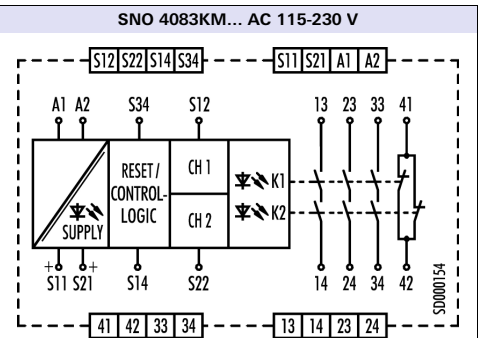 SNO 4083KM... AC 115-230 V
S12 S22 S14 S34 S11 S21 A1 A2
A1 A2 S34 S12 13 23 33 41
RESET / CONTROL- LOGIC
CH 1
CH 2
SUPPLY
K1
K2
+ +
S11 S21 S14 S22 14 24 34 42
SD000154
41 42 33 34 13 14 23 24